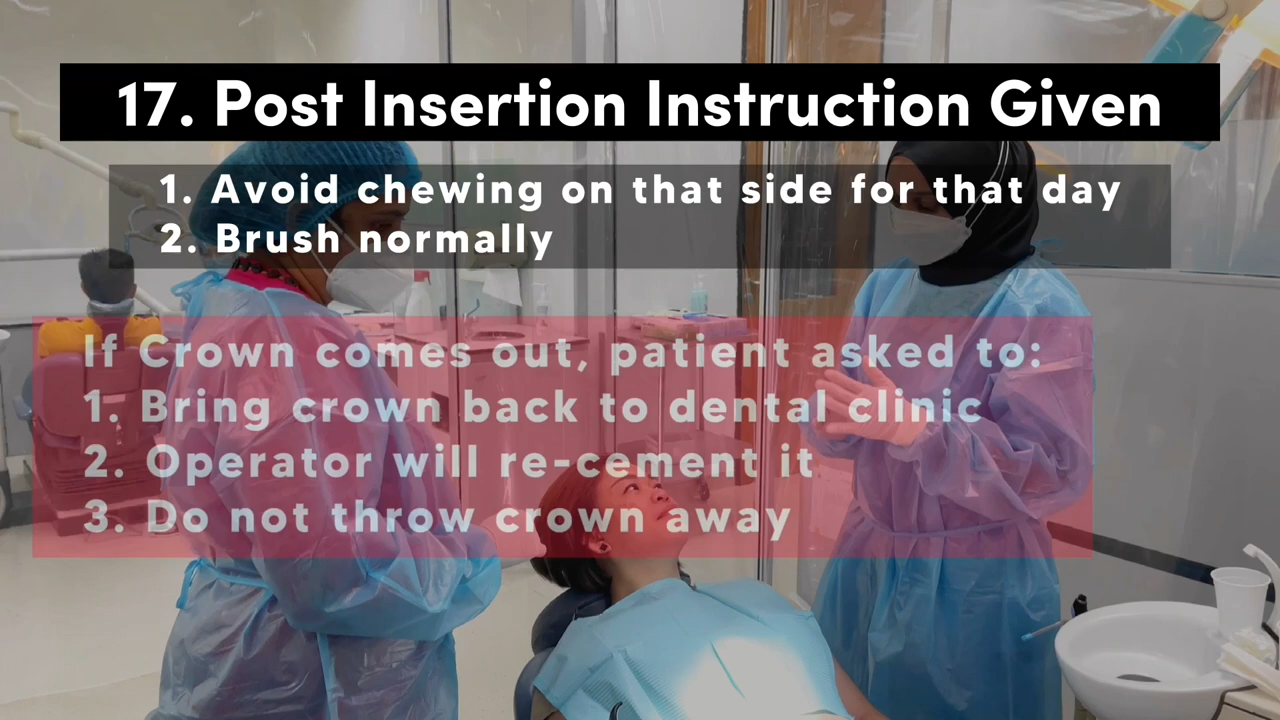 17. Post Insertion Instruction Given
1. Avoid chewing on that side for that day
2. Brush normally
If Crown comes out, patient asked to:
1. Bring crown back to dental clinic
2. Operator will re-cement it
3. Do not throw crown away